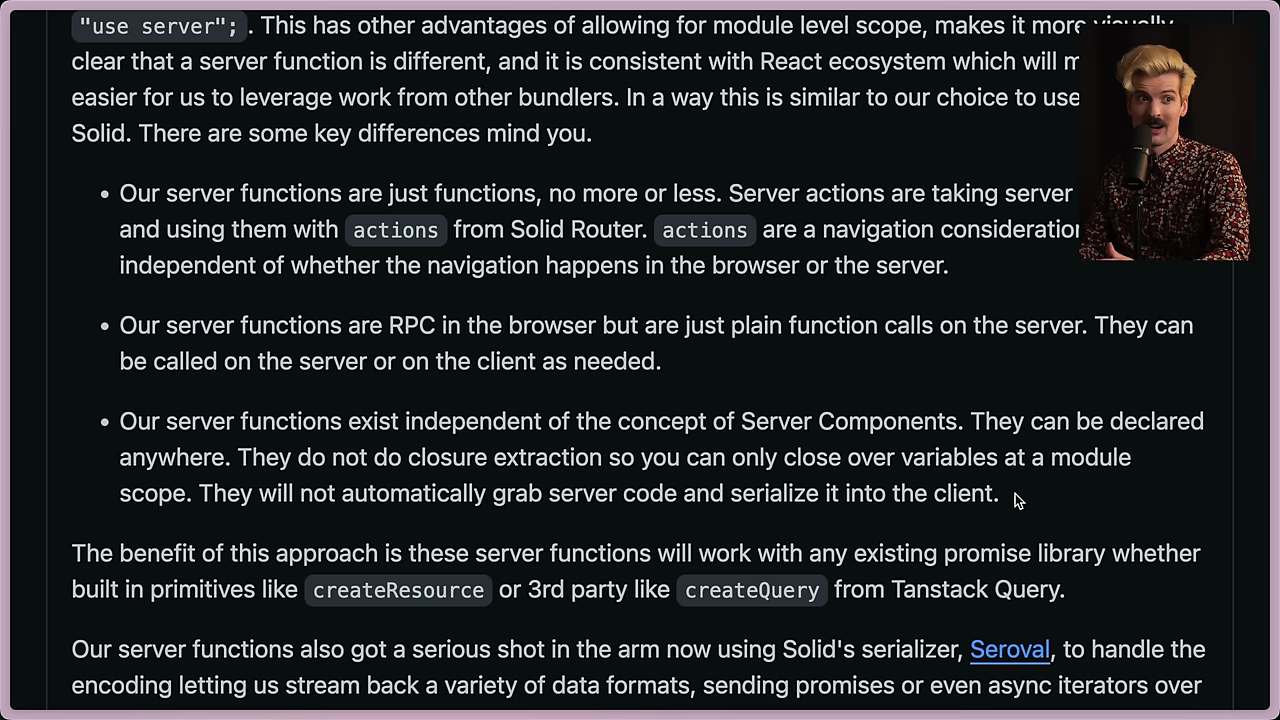 "use server"; . This has other advantages of allowing for module level scope, makes it more visually
clear that a server function is different, and it is consistent with React ecosystem which will m
easier for us to leverage work from other bundlers. In a way this is similar to our choice to use
Solid. There are some key differences mind you.
• Our server functions are just functions, no more or less. Server actions are taking server
and using them with actions from Solid Router. actions are a navigation consideration
independent of whether the navigation happens in the browser or the server.
• Our server functions are RPC in the browser but are just plain function calls on the server. They can
be called on the server or on the client as needed.
• Our server functions exist independent of the concept of Server Components. They can be declared
anywhere. They do not do closure extraction so you can only close over variables at a module
scope. They will not automatically grab server code and serialize it into the client.
The benefit of this approach is these server functions will work with any existing promise library whether
built in primitives like createResource or 3rd party like createQuery from Tanstack Query.
Our server functions also got a serious shot in the arm now using Solid's serializer, Seroval, to handle the
encoding letting us stream back a variety of data formats, sending promises or even async iterators over